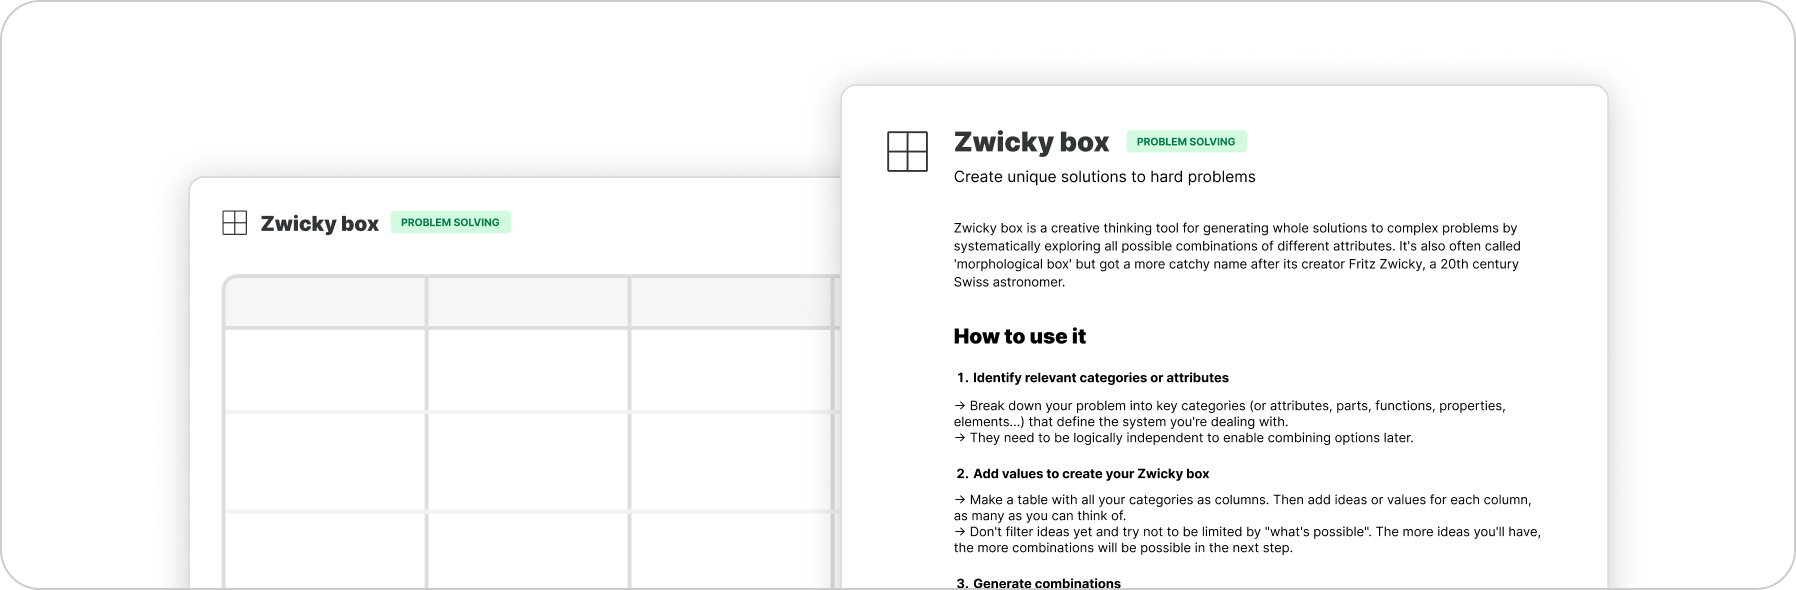 Zwicky box PROBLEM SOLVING
Zwicky box PROBLEM SOLVING
Create unique solutions to hard problems
Zwicky box is a creative thinking tool for generating whole solutions to complex problems by
systematically exploring all possible combinations of different attributes. It's also often called
'morphological box' but got a more catchy name after its creator Fritz Zwicky, a 20th century
Swiss astronomer.
How to use it
1. Identify relevant categories or attributes
→ Break down your problem into key categories (or attributes, parts, functions, properties,
elements...) that define the system you're dealing with.
→ They need to be logically independent to enable combining options later.
2. Add values to create your Zwicky box
→ Make a table with all your categories as columns. Then add ideas or values for each column,
as many as you can think of.
→ Don't filter ideas yet and try not to be limited by "what's possible". The more ideas you'll have,
the more combinations will be possible in the next step.
3. Generate combinations